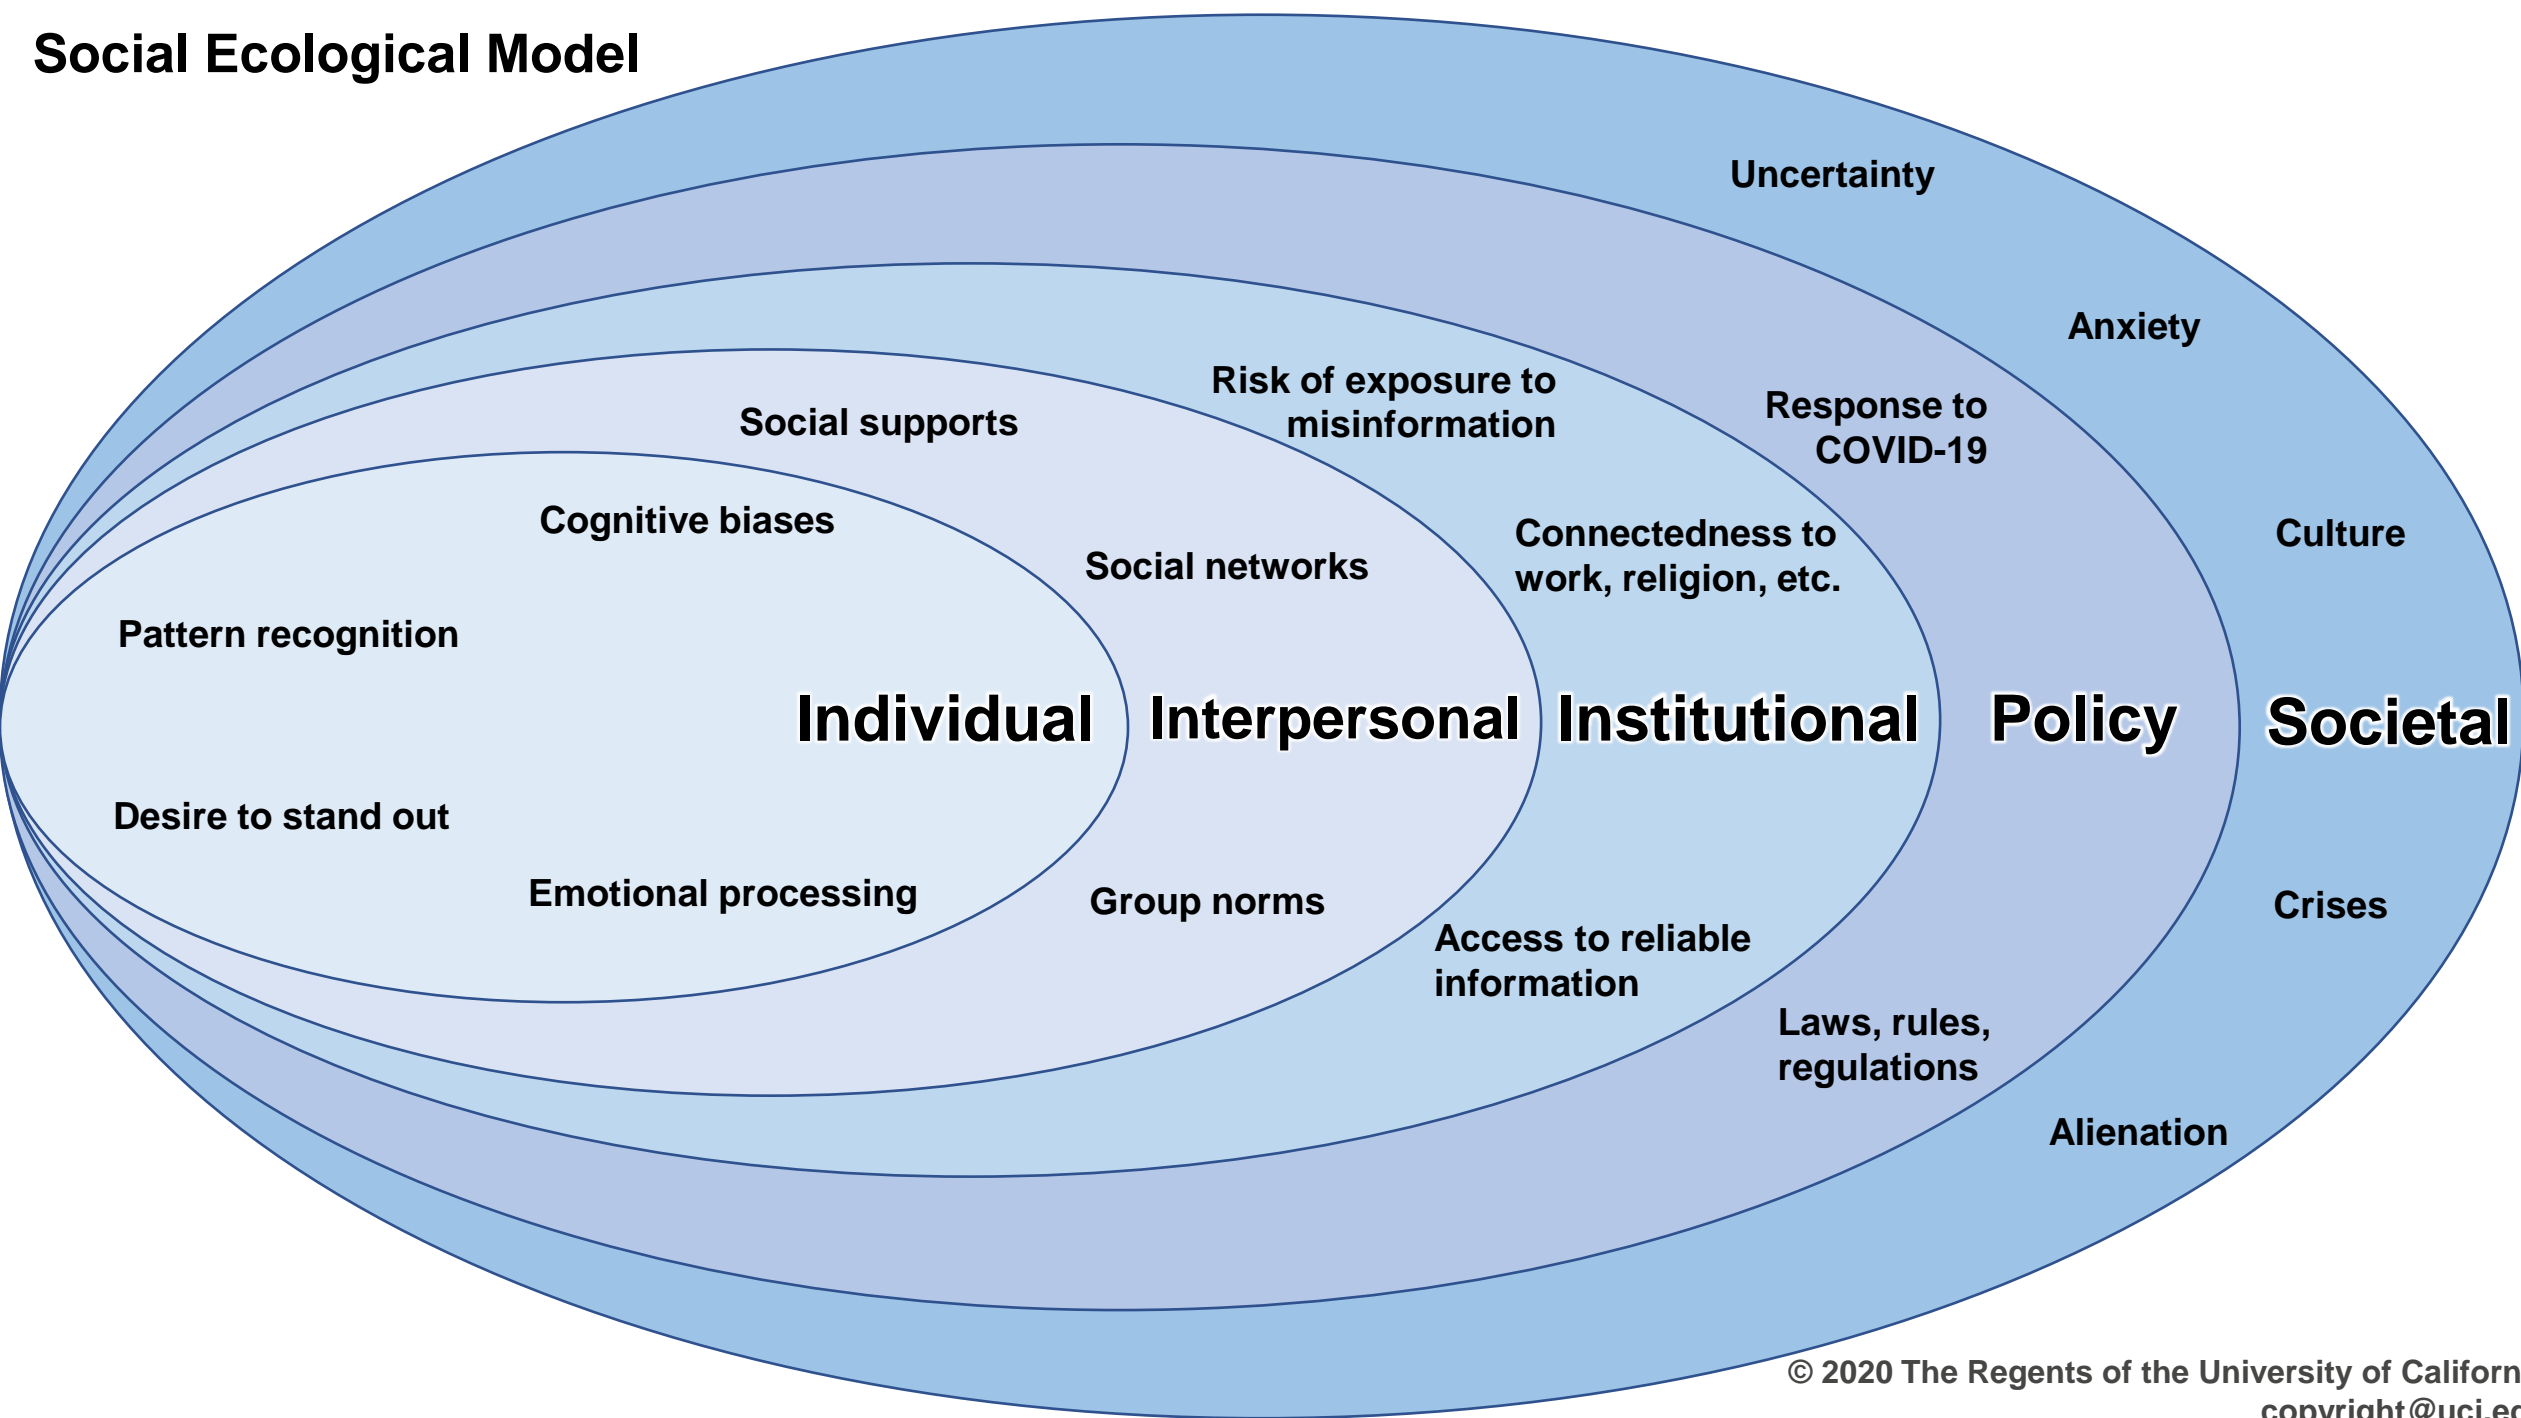 Social Ecological Model
Uncertainty
Anxiety
Risk of exposure to
misinformation
Response to
COVID-19
Social supports
Cognitive biases
Connectedness to
work, religion, etc.
Culture
Social networks
Pattern recognition
Individual
Interpersonal
Institutional
Policy
Societal
Desire to stand out
Emotional processing
Group norms
Crises
Access to reliable
information
Laws, rules,
regulations
Alienation
© 2020 The Regents of the University of Californ
copyright@uci.ed